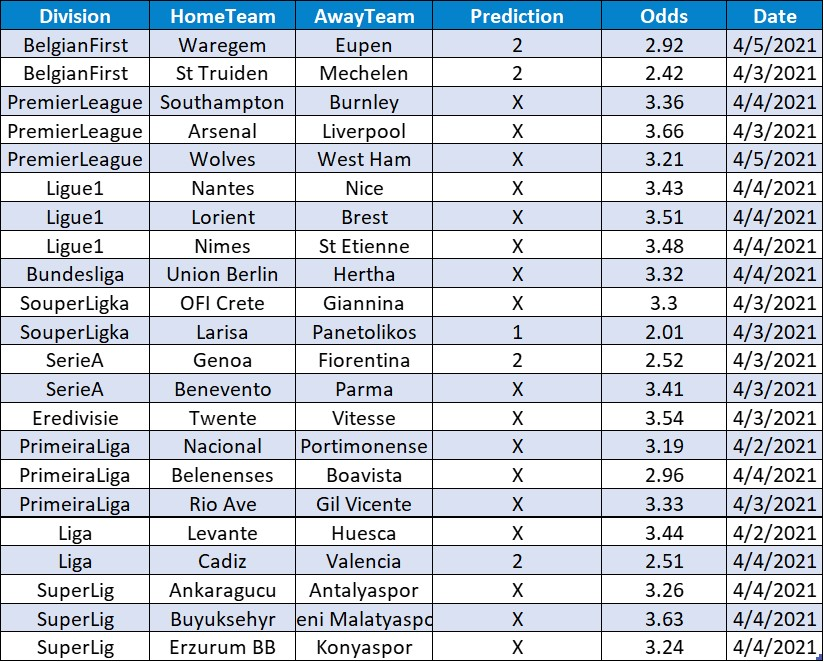 Division HomeTeam AwayTeam Prediction Odds Date
BelgianFirst Waregem Eupen 2 2.92 4/5/2021
BelgianFirst St Truiden Mechelen 2 2.42 4/3/2021
PremierLeague Southampton Burnley X 3.36 4/4/2021
PremierLeague Arsenal Liverpool X 3.66 4/3/2021
PremierLeague Wolves West Ham X 3.21 4/5/2021
Ligue1 Nantes Nice X 3.43 4/4/2021
Ligue1 Lorient Brest X 3.51 4/4/2021
Ligue1 Nimes St Etienne X 3.48 4/4/2021
Bundesliga Union Berlin Hertha X 3.32 4/4/2021
SouperLigka OFI Crete Giannina X 3.3 4/3/2021
SouperLigka Larisa Panetolikos 1 2.01 4/3/2021
SerieA Genoa Fiorentina 2 2.52 4/3/2021
SerieA Benevento Parma X 3.41 4/3/2021
Eredivisie Twente Vitesse X 3.54 4/3/2021
PrimeiraLiga Nacional Portimonense X 3.19 4/2/2021
PrimeiraLiga Belenenses Boavista X 2.96 4/4/2021
PrimeiraLiga Rio Ave Gil Vicente X 3.33 4/3/2021
Liga Levante Huesca X 3.44 4/2/2021
Liga Cadiz Valencia 2 2.51 4/4/2021
SuperLig Ankaragucu Antalyaspor X 3.26 4/4/2021
SuperLig Buyuksehyr eni Malatyaspo X 3.63 4/4/2021
SuperLig Erzurum BB Konyaspor X 3.24 4/4/2021